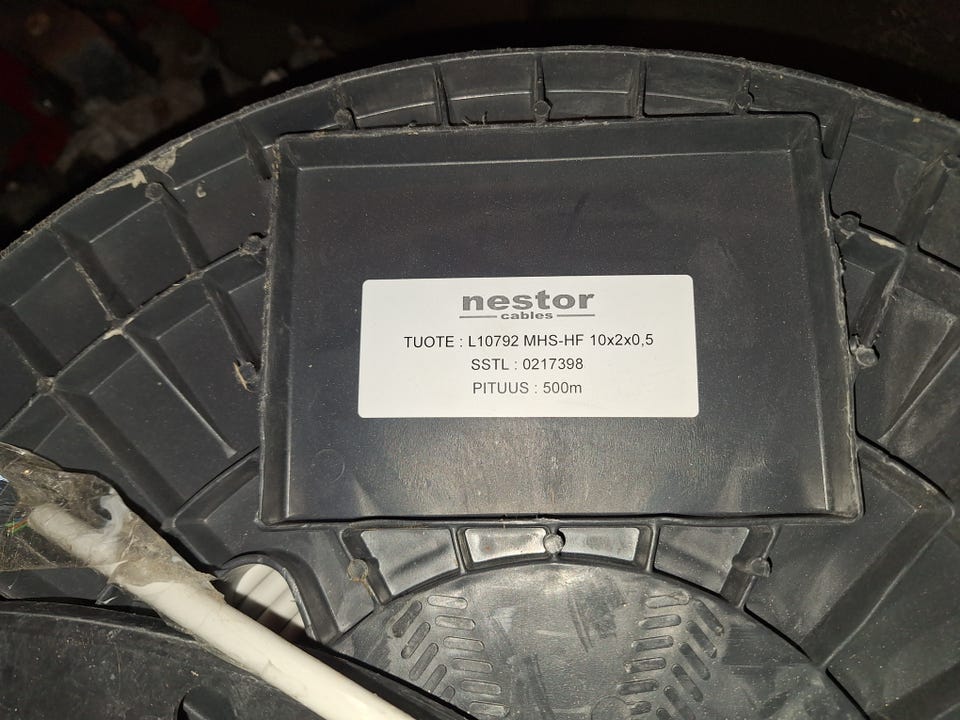 nestor
cables
TUOTE : L10792 MHS-HF 10x2x0,5
SSTL : 0217398
PITUUS : 500m